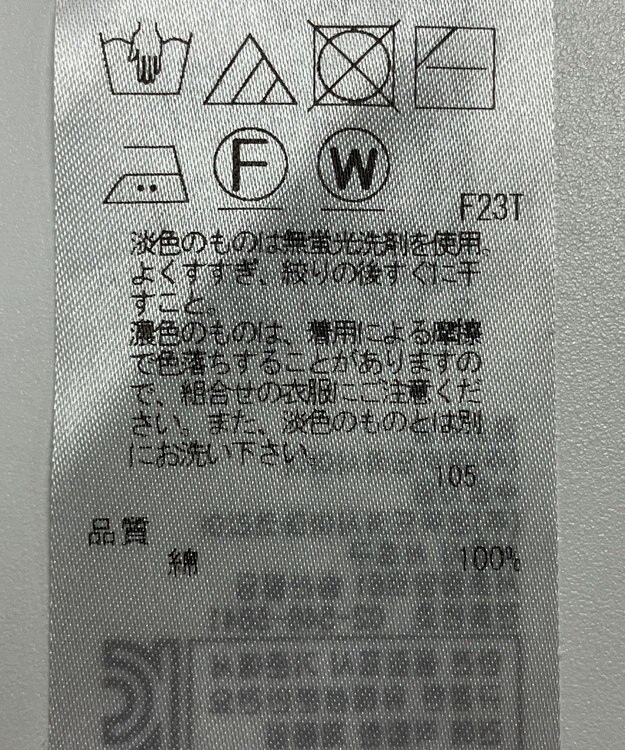 F W
F23T
淡色のものは無蛍光洗剤を使用。
よくすすぎ、絞りの後すぐに干
すこと。
濃色のものは、着用による摩擦
で色落ちすることがありますの
で、組合せの衣服にご注意くだ
さい。また、淡色のものとは別
にお洗い下さい。
105
品質
綿 100%